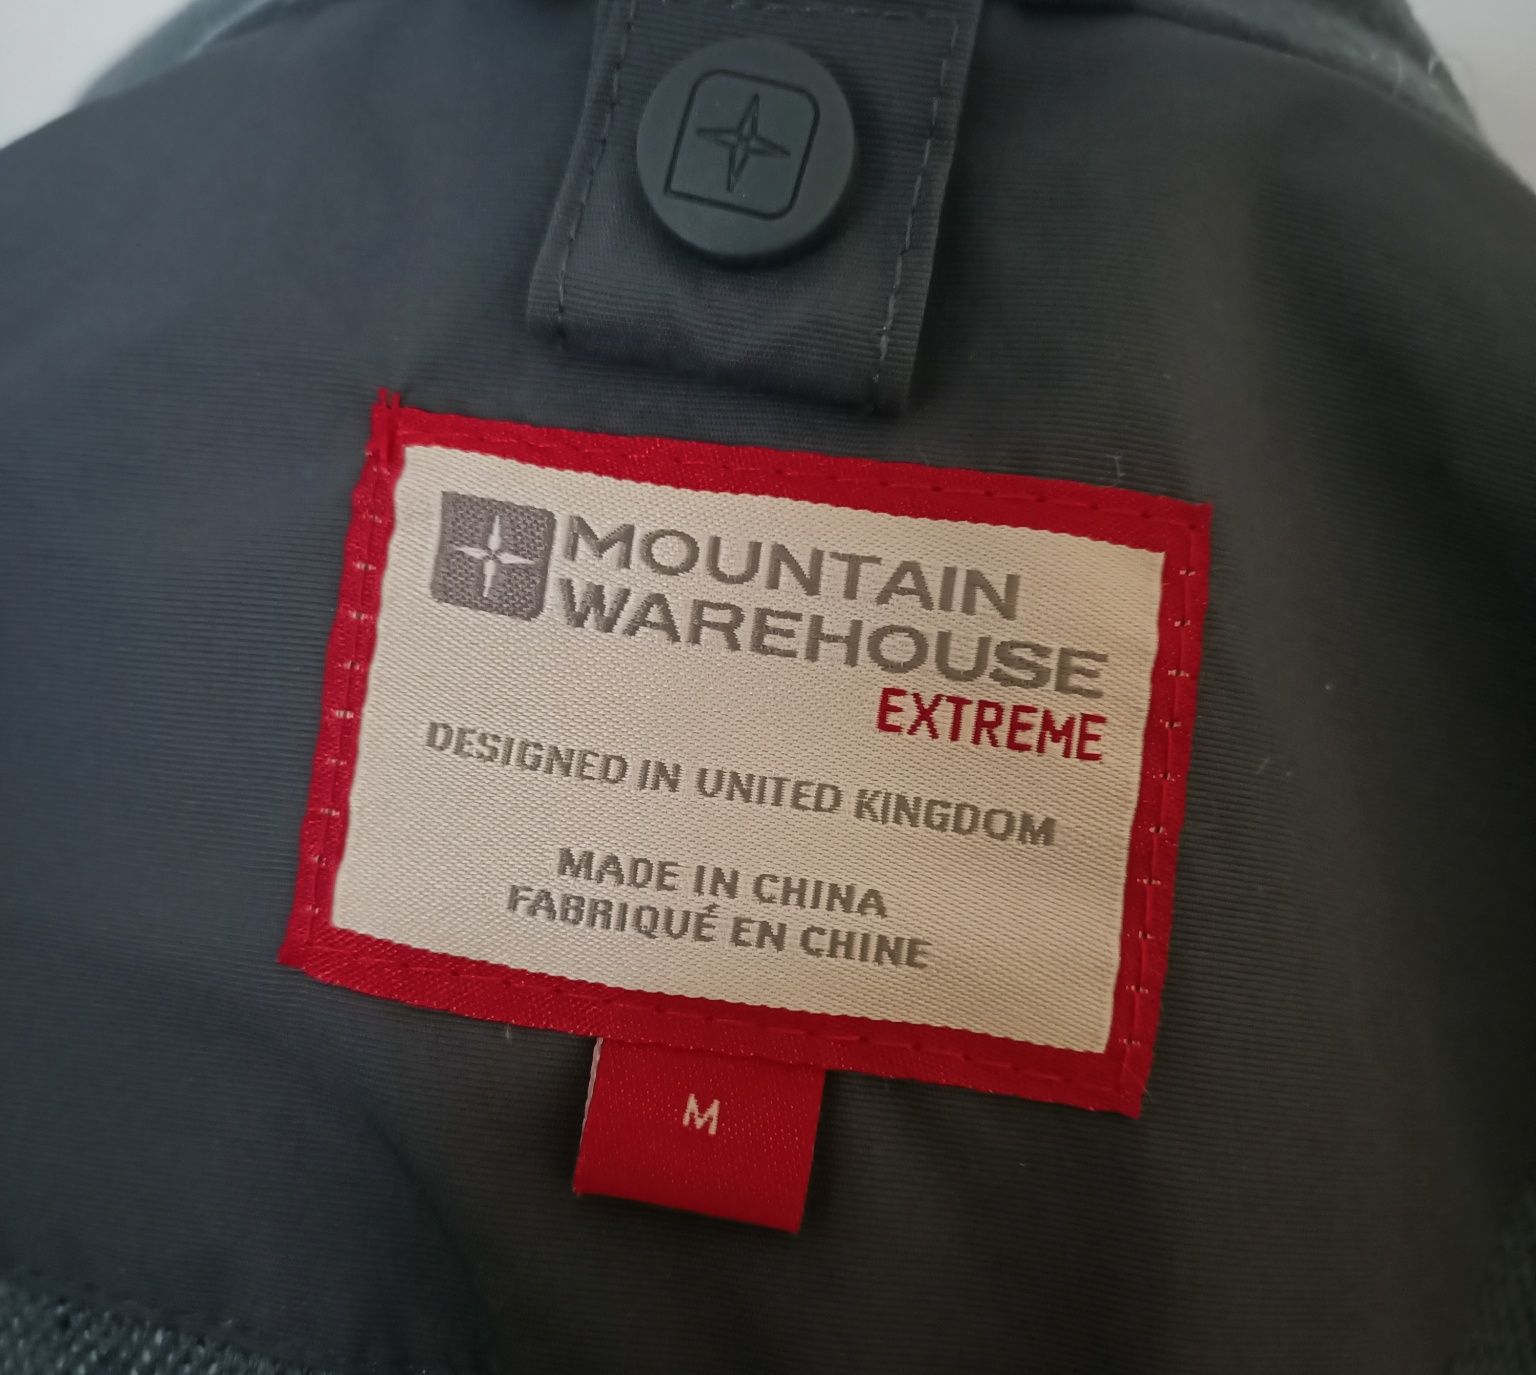 MOUNTAIN
WAREHOUSE
EXTREME
DESIGNED IN UNITED KINGDOM
MADE IN CHINA
FABRIQUÉ EN CHINE
M